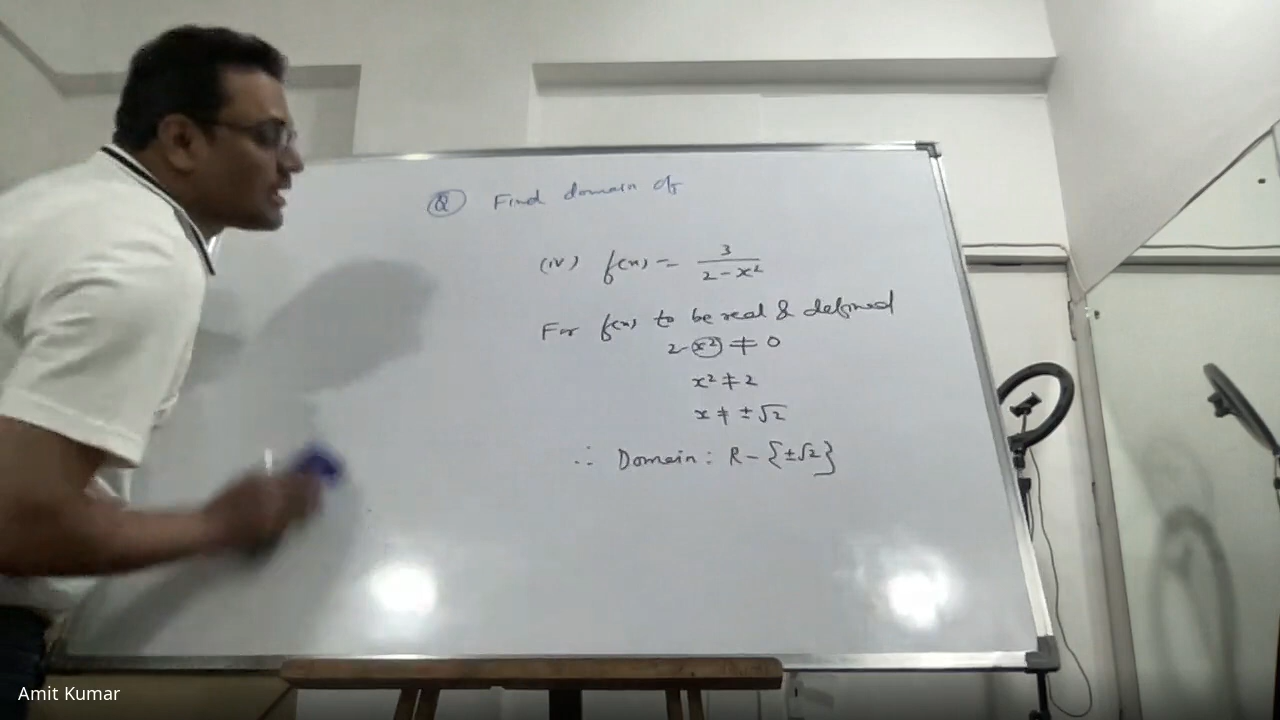 Q Find domain of
(iv) f(x) = 3/(2-x²)
For f(x) to be real & defined
2-x² ≠ 0
x² ≠ 2
x ≠ ±√2
∴ Domain: R-{±√2}
Amit Kumar